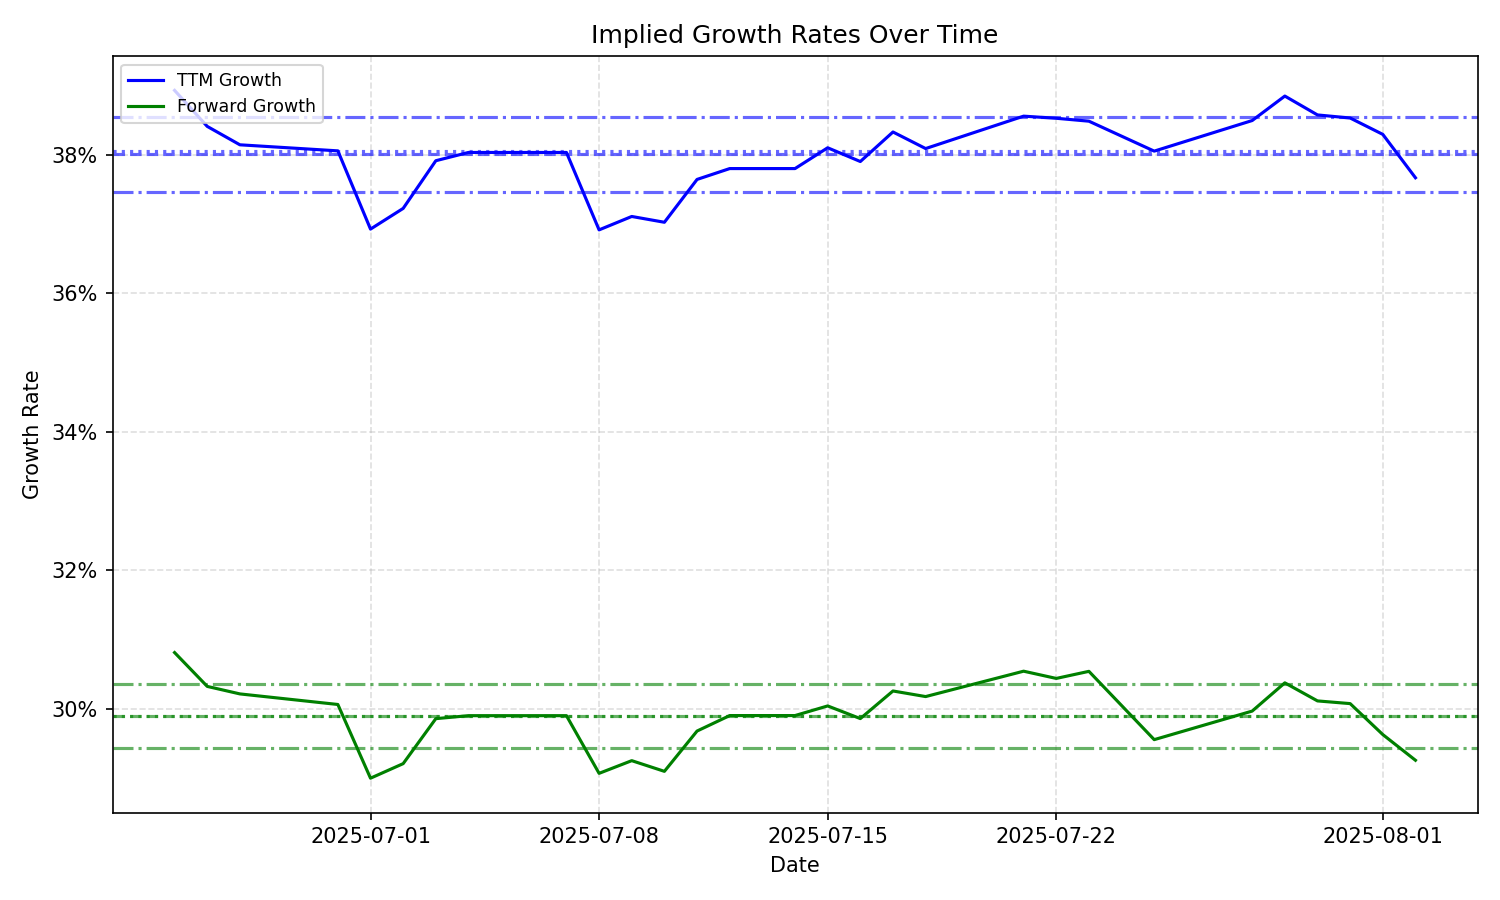 Implied Growth Rates Over Time
TTM Growth
Forward Growth
38%
36%
34%
32%
30%
Growth Rate
2025-07-01
2025-07-08
2025-07-15
2025-07-22
2025-08-01
Date